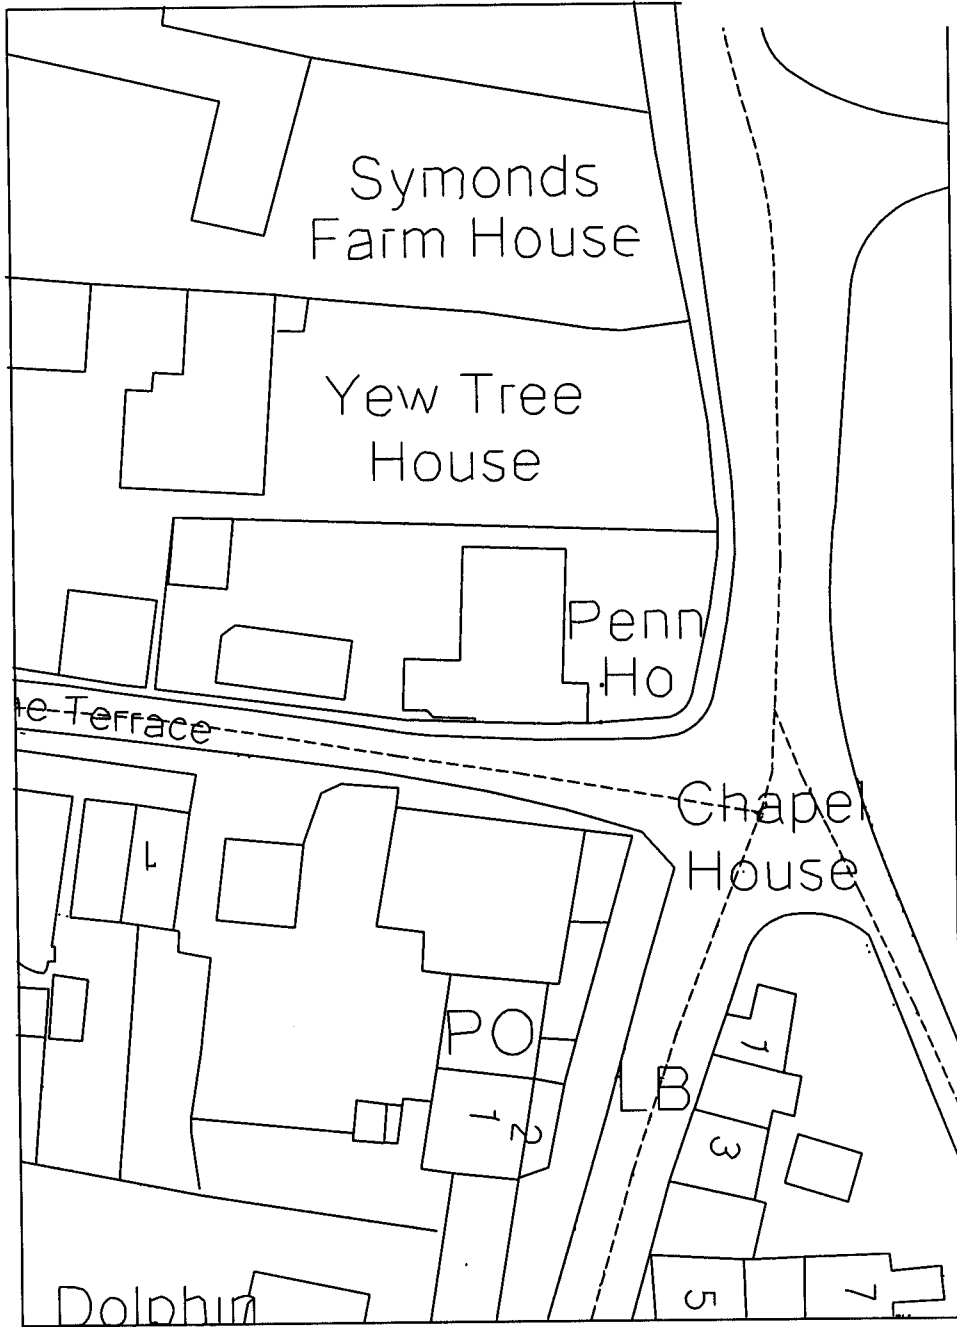 Symonds
Farm House
Yew Tree
House
Penn
Ho
e Terrace
Chapel
House
1
PO
1
LB
1
2
3
5
7
Dolphin